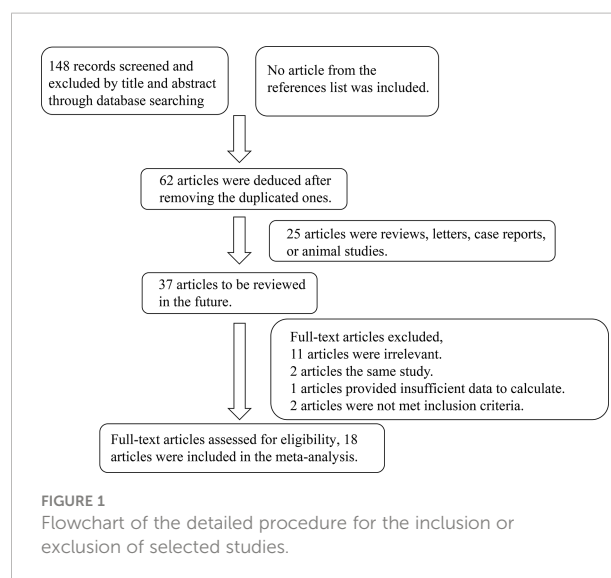 148 records screened and
excluded by title and abstract
through database searching
No article from the
references list was included.
62 articles were deduced after
removing the duplicated ones.
25 articles were reviews, letters, case reports,
or animal studies.
37 articles to be reviewed
in the future.
Full-text articles excluded,
11 articles were irrelevant.
2 articles the same study.
1 articles provided insufficient data to calculate.
2 articles were not met inclusion criteria.
Full-text articles assessed for eligibility, 18
articles were included in the meta-analysis.
FIGURE 1
Flowchart of the detailed procedure for the inclusion or
exclusion of selected studies.